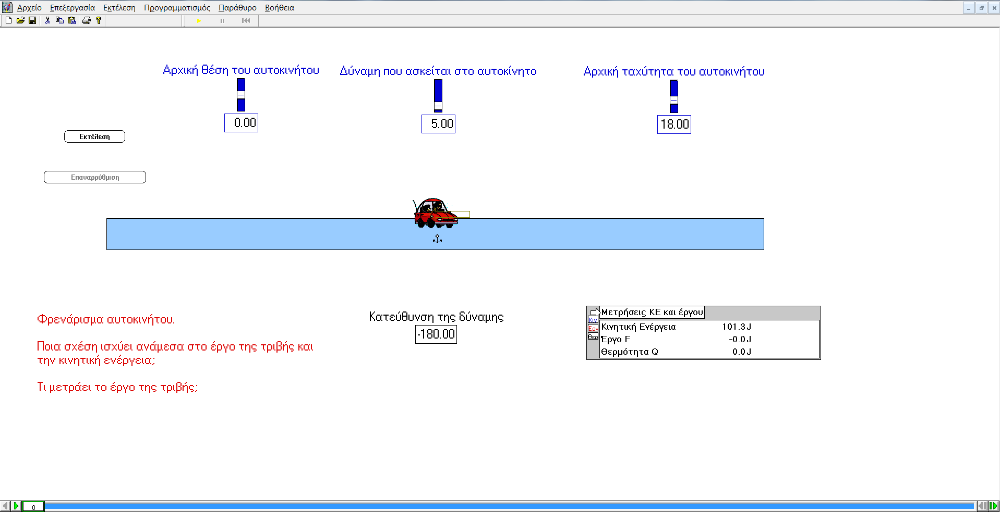 Αρχείο Επεξεργασία Εκτέλεση Προγραμματισμός Παράθυρο Βοήθεια
Αρχική θέση του αυτοκινήτου
Δύναμη που ασκείται στο αυτοκίνητο
Αρχική ταχύτητα του αυτοκινήτου
0.00
5.00
18.00
Εκτέλεση
Επαναρρύθμιση
Φρενάρισμα αυτοκινήτου.
Ποια σχέση ισχύει ανάμεσα στο έργο της τριβής και
την κινητική ενέργεια;
Τι μετράει το έργο της τριβής;
Κατεύθυνση της δύναμης
-180.00
Μετρήσεις ΚΕ και έργου
Κιν
Εργ
Θερ
Κινητική Ενέργεια 101.3 J
Έργο F -0.0 J
Θερμότητα Q 0.0 J
0